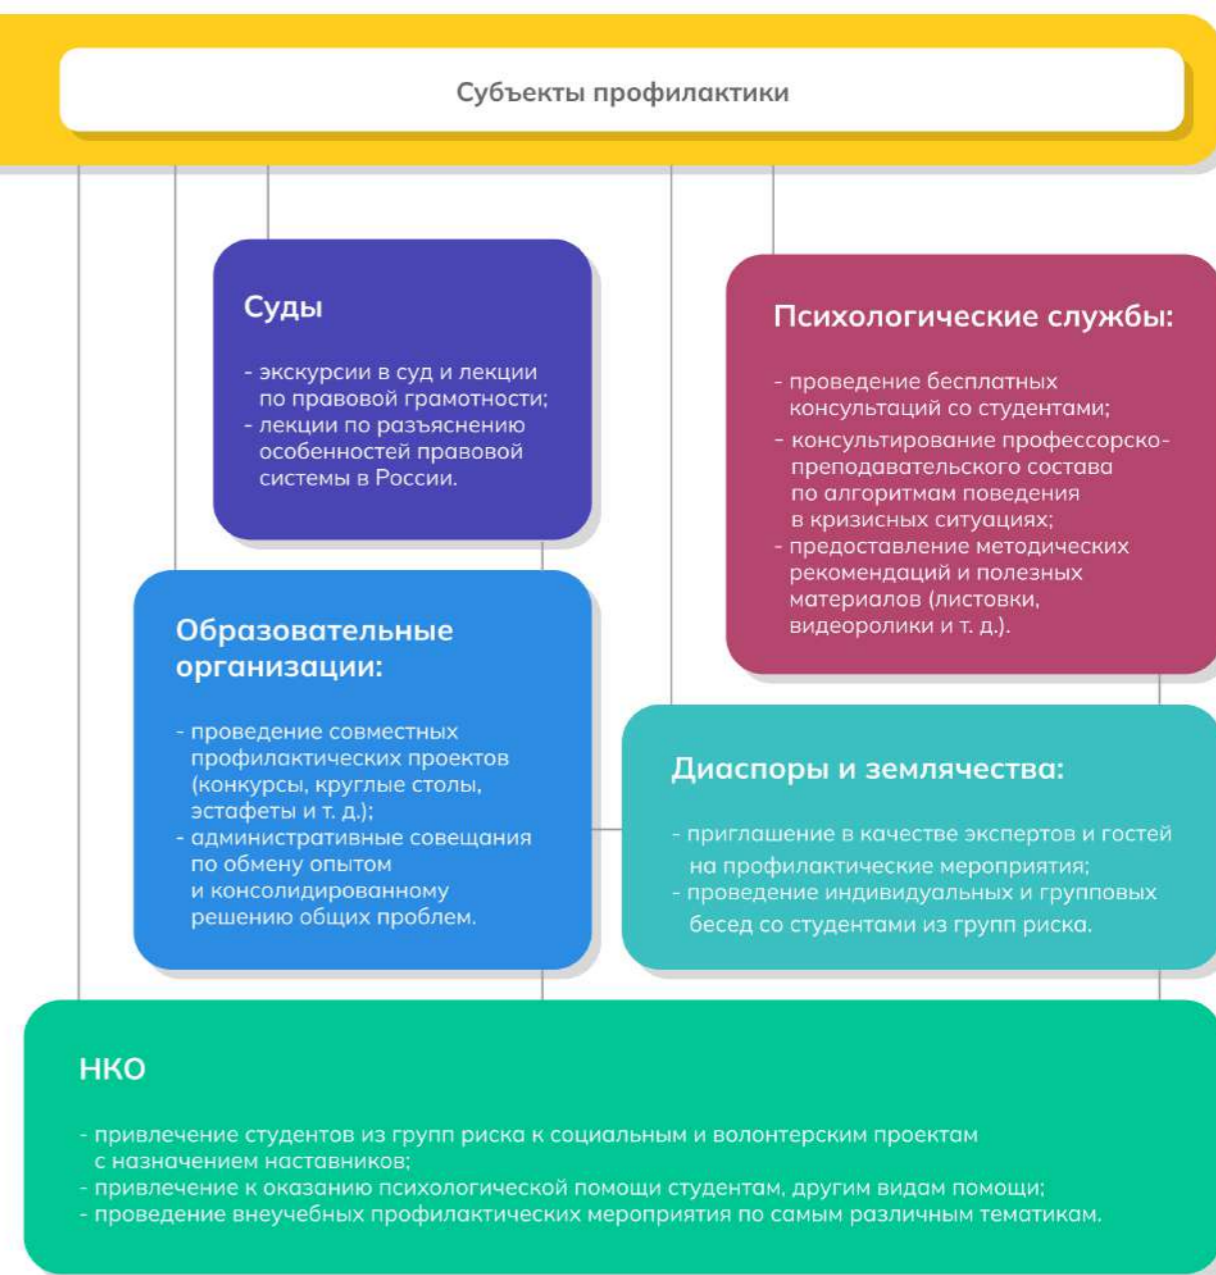 Субъекты профилактики
Суды
- экскурсии в суд и лекции
по правовой грамотности;
- лекции по разъяснению
особенностей правовой
системы в России.
Психологические службы:
- проведение бесплатных
консультаций со студентами;
- консультирование профессорско-
преподавательского состава
по алгоритмам поведения
в кризисных ситуациях;
- предоставление методических
рекомендаций и полезных
материалов (листовки,
видеоролики и т. д.).
Образовательные
организации:
- проведение совместных
профилактических проектов
(конкурсы, круглые столы,
эстафеты и т. д.);
- административные совещания
по обмену опытом
и консолидированному
решению общих проблем.
Диаспоры и землячества:
- приглашение в качестве экспертов и гостей
на профилактические мероприятия;
- проведение индивидуальных и групповых
бесед со студентами из групп риска.
НКО
- привлечение студентов из групп риска к социальным и волонтерским проектам
с назначением наставников;
- привлечение к оказанию психологической помощи студентам, другим видам помощи;
- проведение внеучебных профилактических мероприятия по самым различным тематикам.